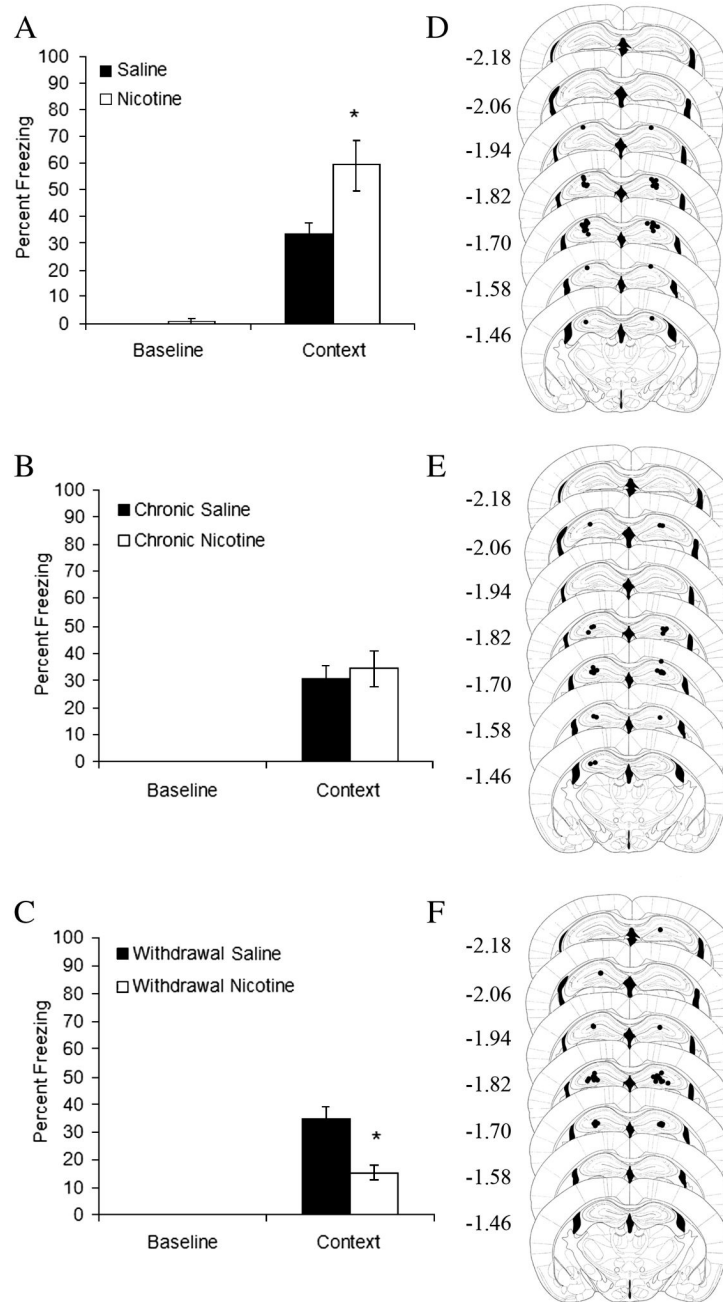 A
Percent Freezing
100
90
80
70
60
50
40
30
20
10
0
Saline
Nicotine
*
Baseline
Context
D
-2.18
-2.06
-1.94
-1.82
-1.70
-1.58
-1.46
B
Percent Freezing
100
90
80
70
60
50
40
30
20
10
0
Chronic Saline
Chronic Nicotine
Baseline
Context
E
-2.18
-2.06
-1.94
-1.82
-1.70
-1.58
-1.46
C
Percent Freezing
100
90
80
70
60
50
40
30
20
10
0
Withdrawal Saline
Withdrawal Nicotine
*
Baseline
Context
F
-2.18
-2.06
-1.94
-1.82
-1.70
-1.58
-1.46